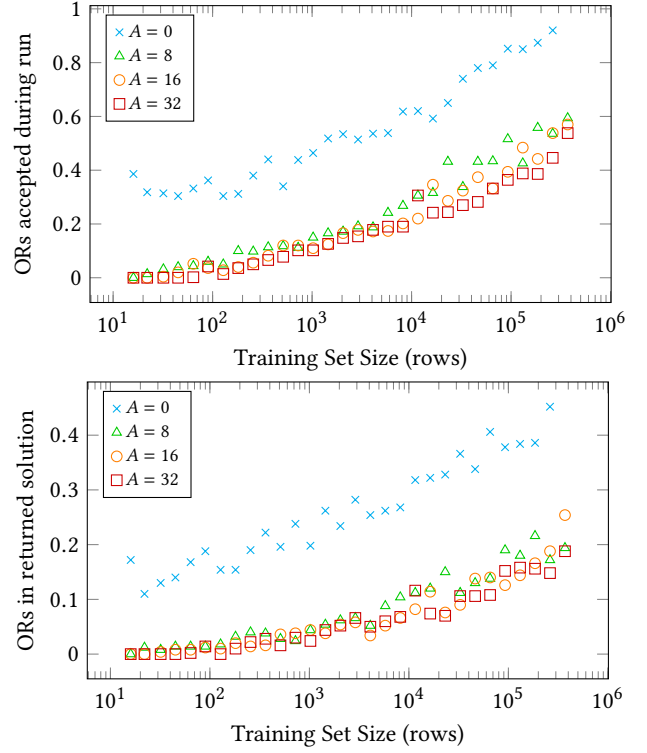 1
0.8
0.6
0.4
0.2
0
ORs accepted during run
A = 0
A = 8
A = 16
A = 32
10^1 10^2 10^3 10^4 10^5 10^6
Training Set Size (rows)
0.4
0.3
0.2
0.1
0
ORs in returned solution
A = 0
A = 8
A = 16
A = 32
10^1 10^2 10^3 10^4 10^5 10^6
Training Set Size (rows)